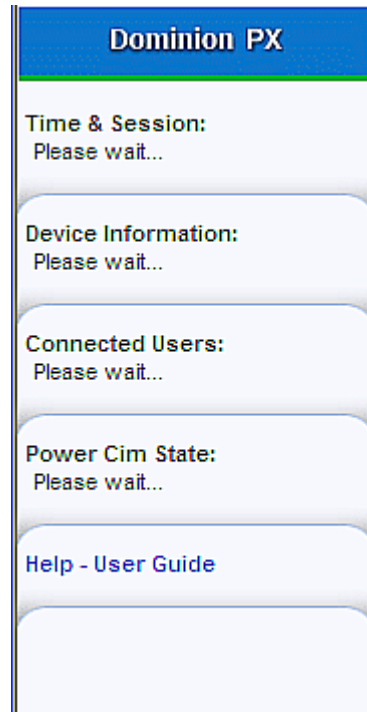 Dominion PX
Time & Session:
Please wait...
Device Information:
Please wait...
Connected Users:
Please wait...
Power Cim State:
Please wait...
Help - User Guide